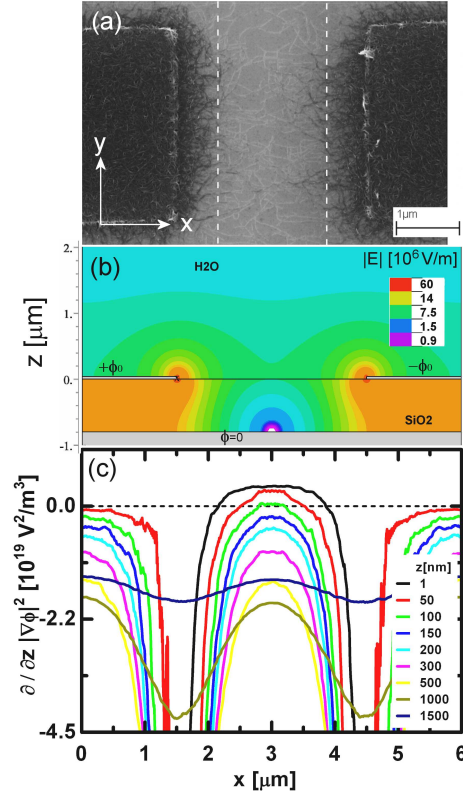 (a)
y
x
1µm
(b)
H2O
|E| [10⁶ V/m]
60
14
7.5
1.5
0.9
2.
1.
0.
-1.
z [µm]
+ϕ₀
−ϕ₀
SiO2
ϕ=0
(c)
0.0
-2.2
-4.5
∂ / ∂z |∇ϕ|² [10¹⁹ V²/m³]
z[nm]
1
50
100
150
200
300
500
1000
1500
0 1 2 3 4 5 6
x [µm]